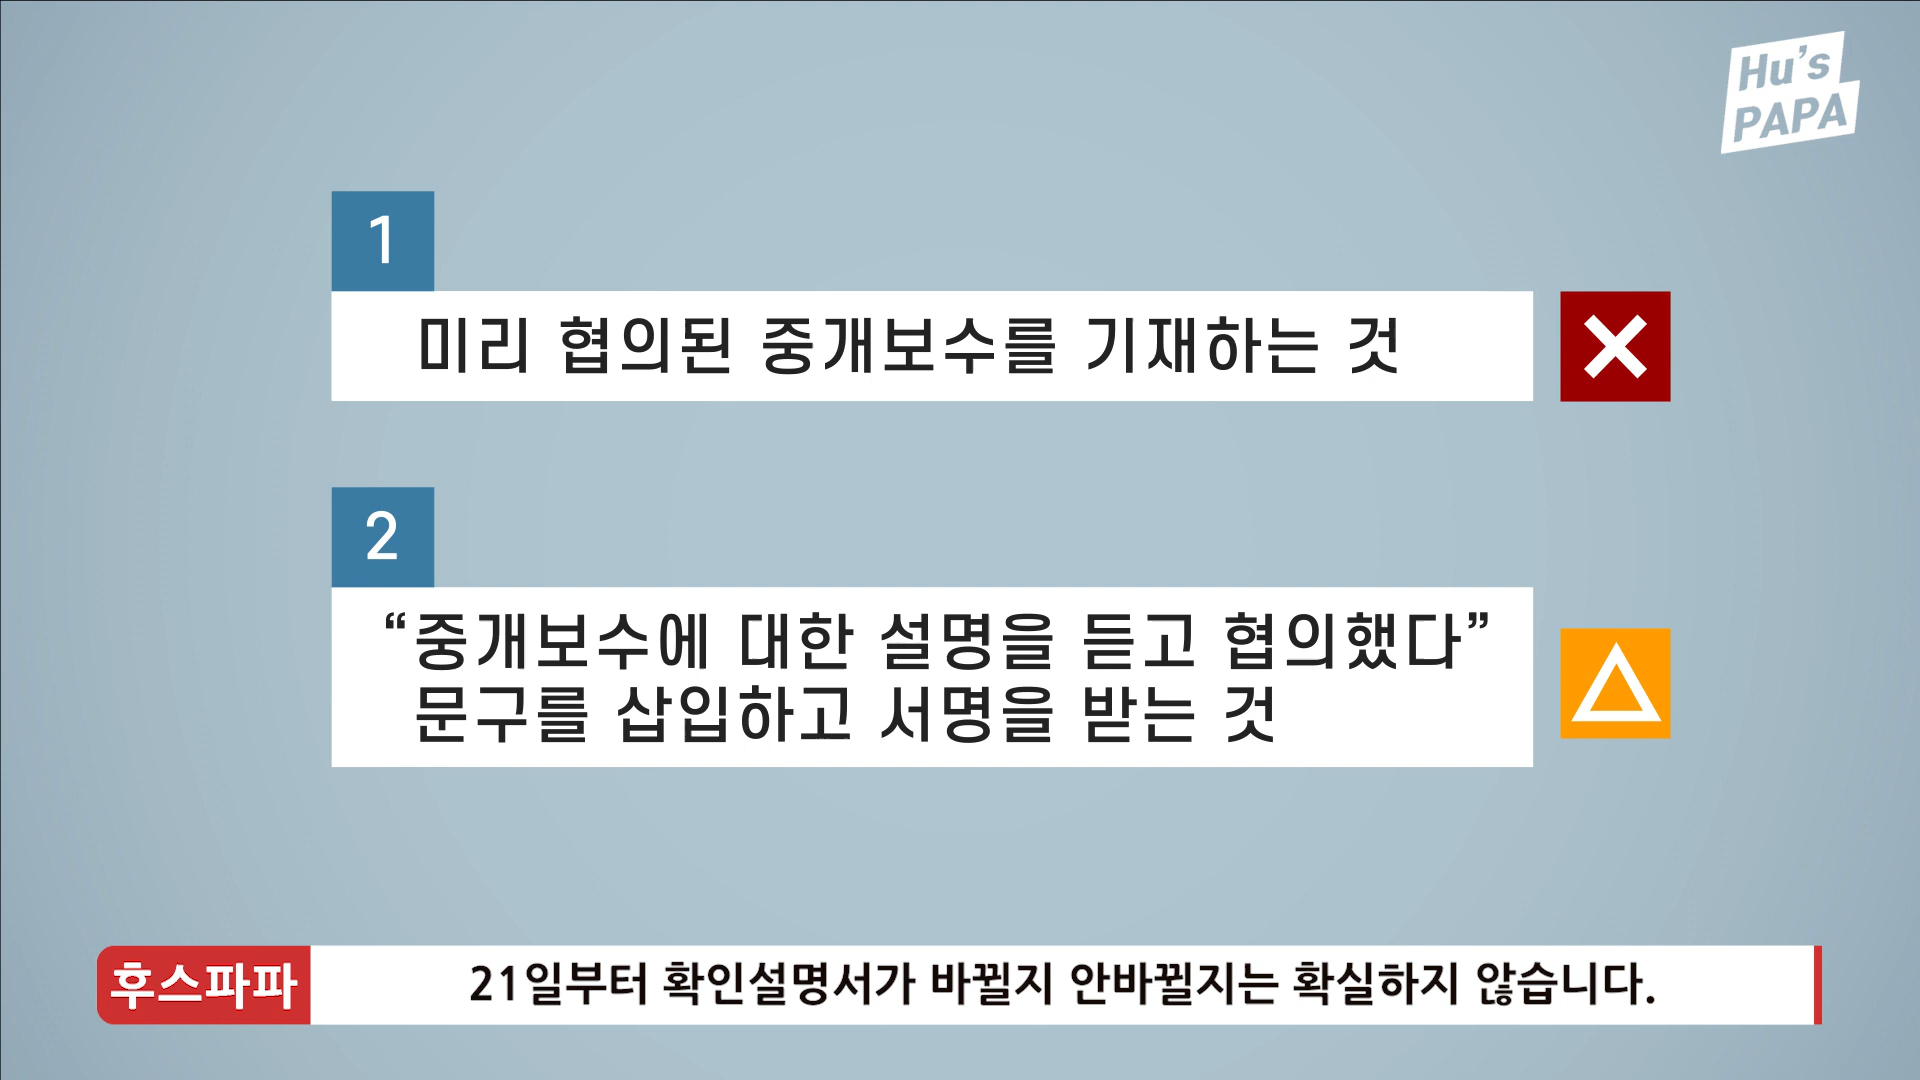 Hu's
PAPA
1
미리 협의된 중개보수를 기재하는 것
2
“중개보수에 대한 설명을 듣고 협의했다”
문구를 삽입하고 서명을 받는 것
후스파파
21일부터 확인설명서가 바뀔지 안바뀔지는 확실하지 않습니다.